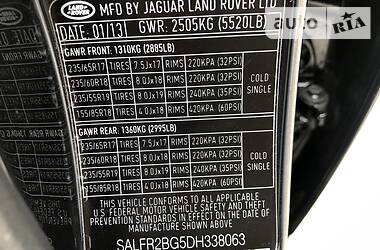 LAND-ROVER
MFD BY JAGUAR LAND ROVER LTD
DATE: 01/13 GWR: 2505KG (5520LB)
GAWR FRONT: 1310KG (2885LB)
235/65R17 TIRES 7.5Jx17 RIMS 220KPA (32PSI)
235/60R18 TIRES 8.0Jx18 RIMS 220KPA (32PSI)
235/55R19 TIRES 8.0Jx19 RIMS 240KPA (35PSI)
155/85R18 TIRES 4.0Jx18 RIMS 420KPA (60PSI)
COLD
SINGLE
GAWR REAR: 1360KG (2995LB)
235/65R17 TIRES 7.5Jx17 RIMS 220KPA (32PSI)
235/60R18 TIRES 8.0Jx18 RIMS 220KPA (32PSI)
235/55R19 TIRES 8.0Jx19 RIMS 240KPA (35PSI)
155/85R18 TIRES 4.0Jx18 RIMS 420KPA (60PSI)
COLD
SINGLE
THIS VEHICLE CONFORMS TO ALL APPLICABLE
U.S. FEDERAL MOTOR VEHICLE SAFETY AND THEFT
PREVENTION STANDARDS IN EFFECT ON THE DATE OF
MANUFACTURE SHOWN ABOVE.
SALFR2BG5DH338063
AUTO
RIA